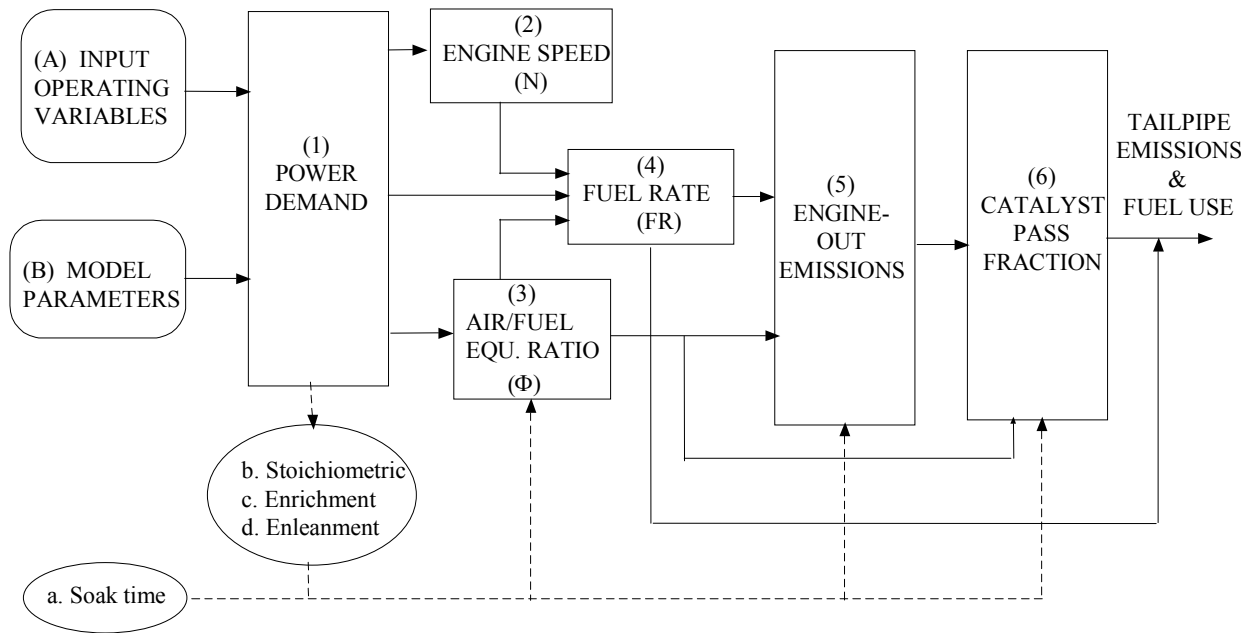 (A) INPUT
OPERATING
VARIABLES
(B) MODEL
PARAMETERS
(1)
POWER
DEMAND
(2)
ENGINE SPEED
(N)
(3)
AIR/FUEL
EQU. RATIO
(Φ)
(4)
FUEL RATE
(FR)
(5)
ENGINE-
OUT
EMISSIONS
(6)
CATALYST
PASS
FRACTION
TAILPIPE
EMISSIONS
&
FUEL USE
b. Stoichiometric
c. Enrichment
d. Enleanment
a. Soak time